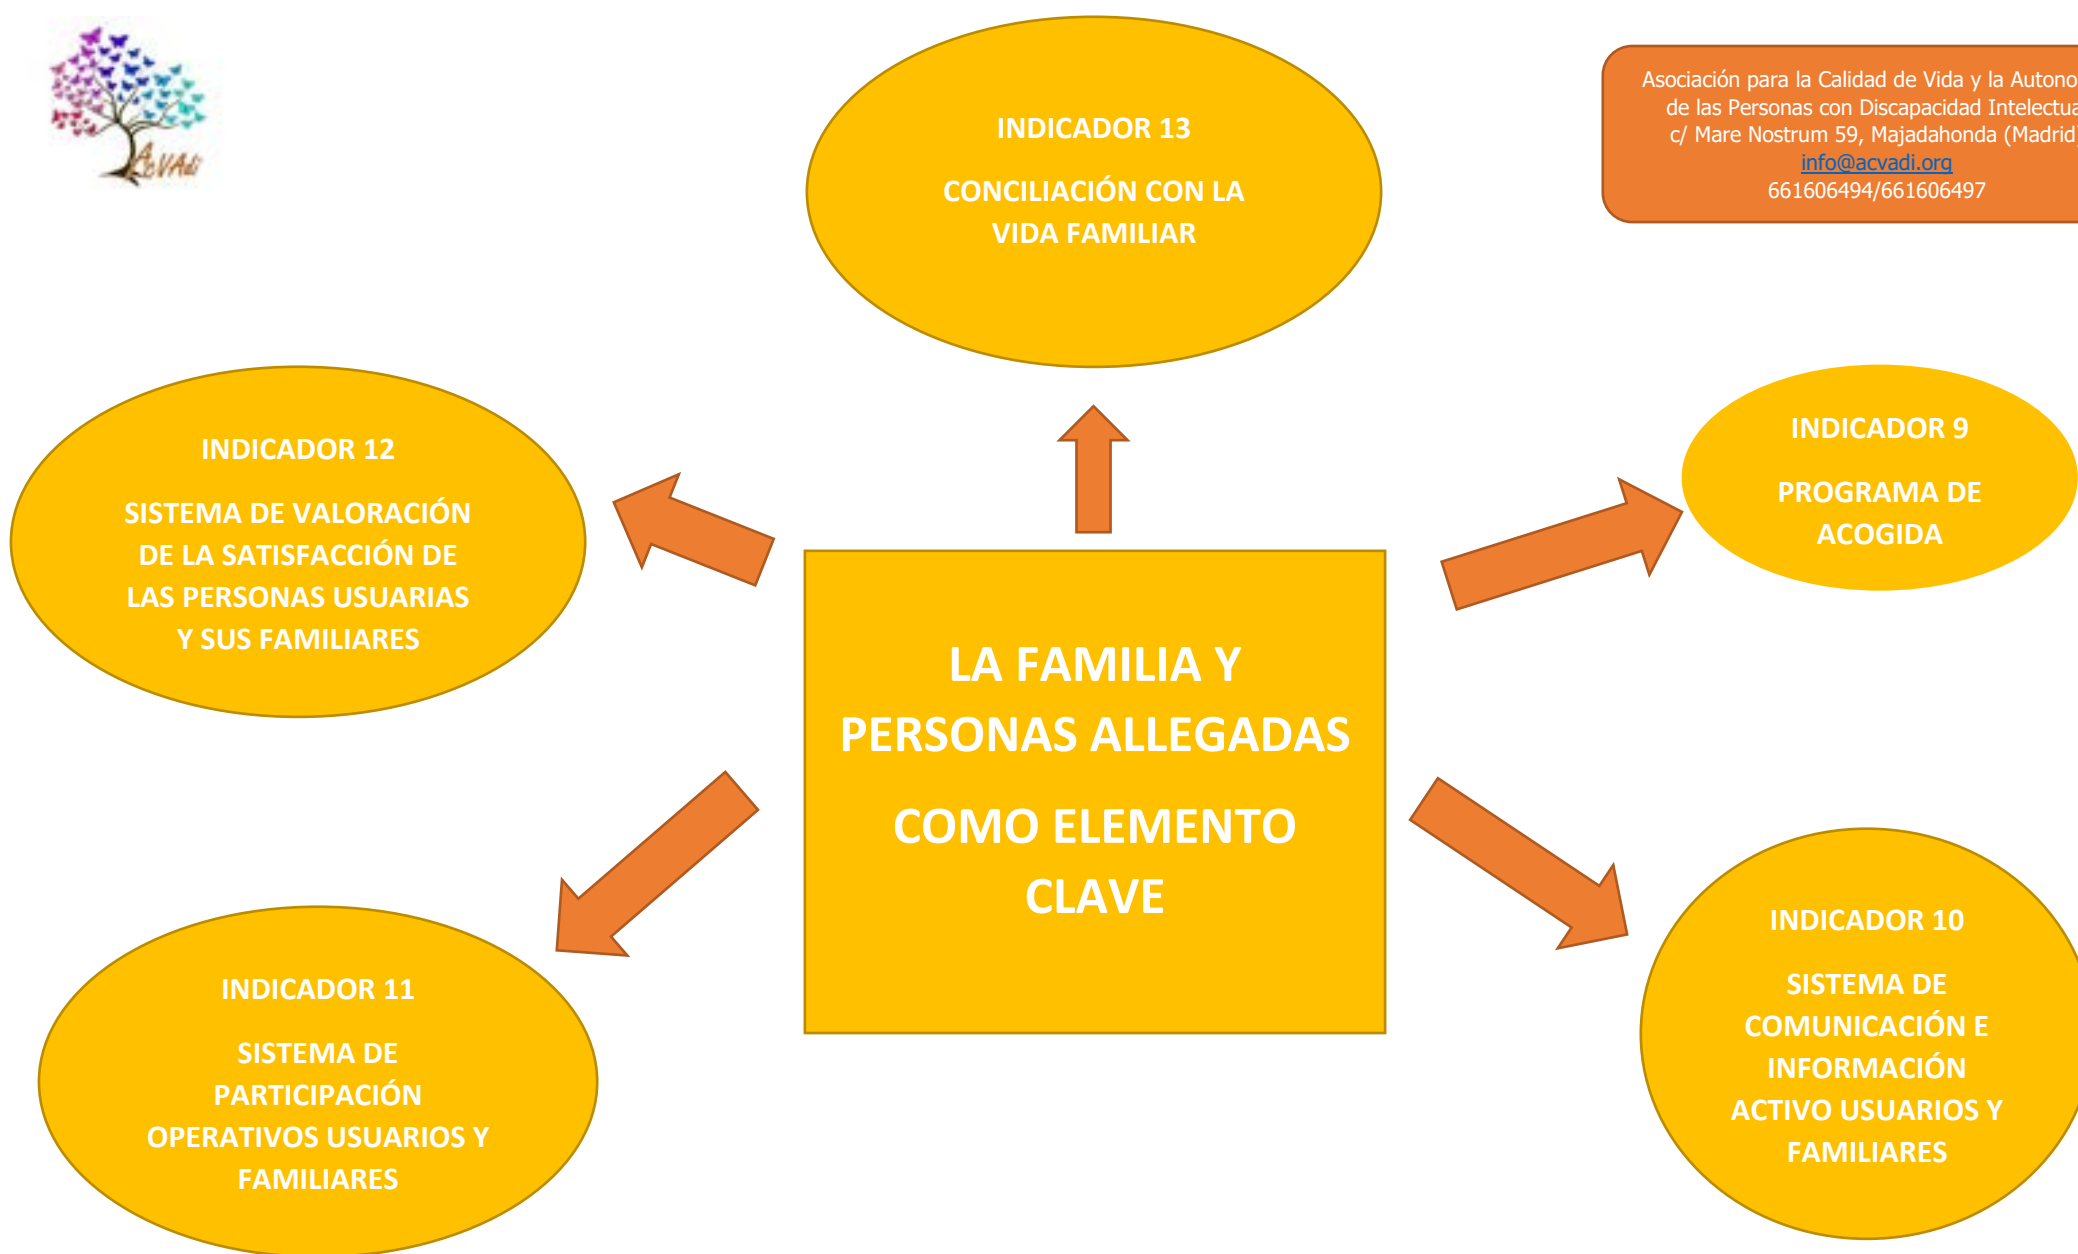 AcVAdi
Asociación para la Calidad de Vida y la
de las Personas con Discapacidad
c/ Mare Nostrum 59, Majadahonda (Madrid)
info@acvadi.org
661606494/661606497
INDICADOR 13
CONCILIACIÓN CON LA
VIDA FAMILIAR
INDICADOR 12
SISTEMA DE VALORACIÓN
DE LA SATISFACCIÓN DE
LAS PERSONAS USUARIAS
Y SUS FAMILIARES
INDICADOR 9
PROGRAMA DE
ACOGIDA
LA FAMILIA Y
PERSONAS ALLEGADAS
COMO ELEMENTO
CLAVE
INDICADOR 11
SISTEMA DE
PARTICIPACIÓN
OPERATIVOS USUARIOS Y
FAMILIARES
INDICADOR 10
SISTEMA DE
COMUNICACIÓN E
INFORMACIÓN
ACTIVO USUARIOS Y
FAMILIARES